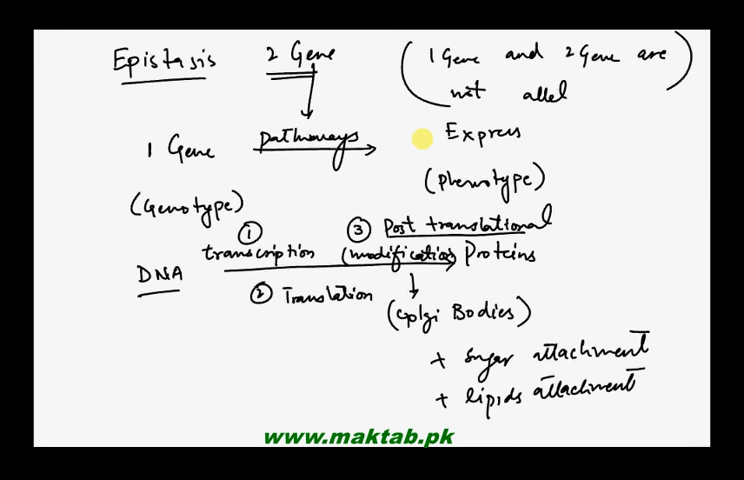 Epistasis 2 Gene (1 Gene and 2 Gene are
not allel)
1 Gene pathways Express
(Genotype) (Phenotype)
① ③ Post translational
DNA transcription (modification) Proteins
② Translation
(Golgi Bodies)
+ sugar attachment
+ lipids attachment
www.maktab.pk